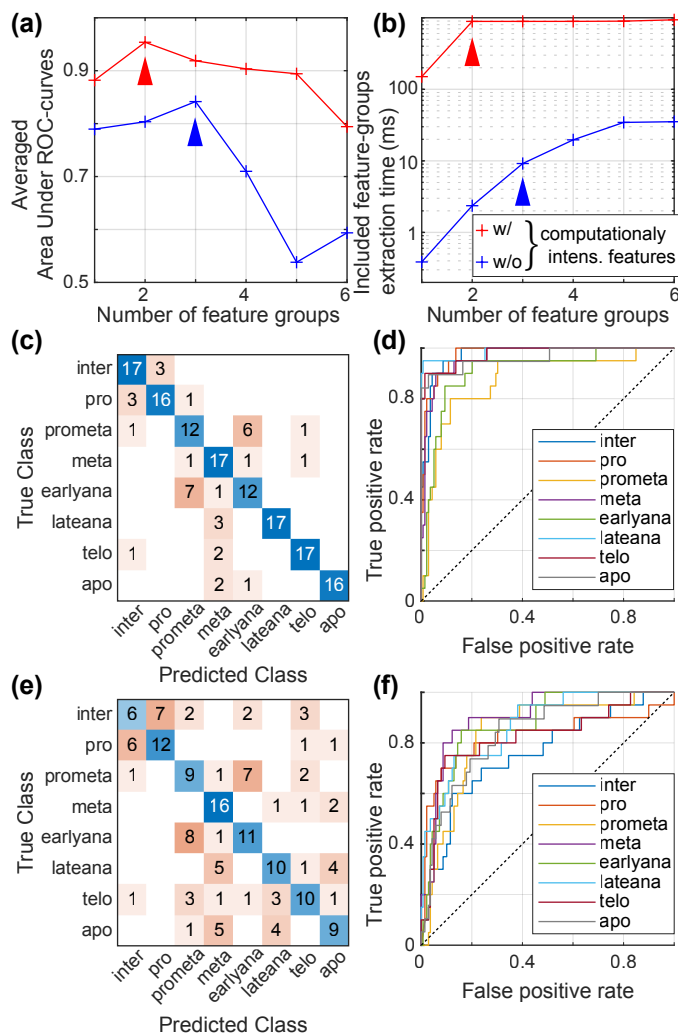 (a)
Averaged
Area Under ROC-curves
0.9
0.7
0.5
2 4 6
Number of feature groups
(b)
Included feature-groups
extraction time (ms)
100
10
1
w/
w/o
} computationaly
intens. features
2 4 6
Number of feature groups
(c)
True Class
inter 17 3
pro 3 16 1
prometa 1 12 6 1
meta 1 17 1 1
earlyana 7 1 12
lateana 3 17
telo 1 2 17
apo 2 1 16
inter pro prometa meta earlyana lateana telo apo
Predicted Class
(d)
True positive rate
0.8
0.4
0
inter
pro
prometa
meta
earlyana
lateana
telo
apo
0 0.4 0.8
False positive rate
(e)
True Class
inter 6 7 2 2 3
pro 6 12 1 1
prometa 1 9 1 7 2
meta 16 1 1 2
earlyana 8 1 11
lateana 5 10 1 4
telo 1 3 1 1 3 10 1
apo 1 5 4 9
inter pro prometa meta earlyana lateana telo apo
Predicted Class
(f)
True positive rate
0.8
0.4
0
inter
pro
prometa
meta
earlyana
lateana
telo
apo
0 0.4 0.8
False positive rate